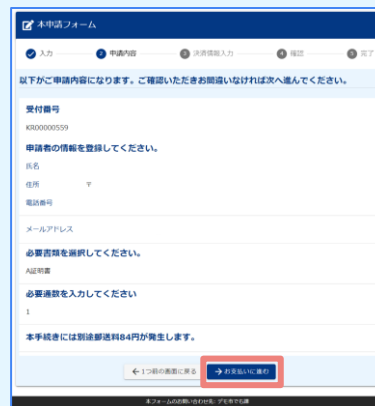 本申請フォーム
入力 2 申請内容 3 決済情報入力 4 確認 5 完了
以下がご申請内容になります。ご確認いただきお間違いなければ次へ進んでください。
受付番号
KR00000559
申請者の情報を登録してください。
氏名
住所 〒
電話番号
メールアドレス
必要書類を選択してください。
A証明書
必要通数を入力してください
1
本手続きには別途郵送料84円が発生します。
←1つ前の画面に戻る →お支払いに進む
本フォームのお問い合わせ先